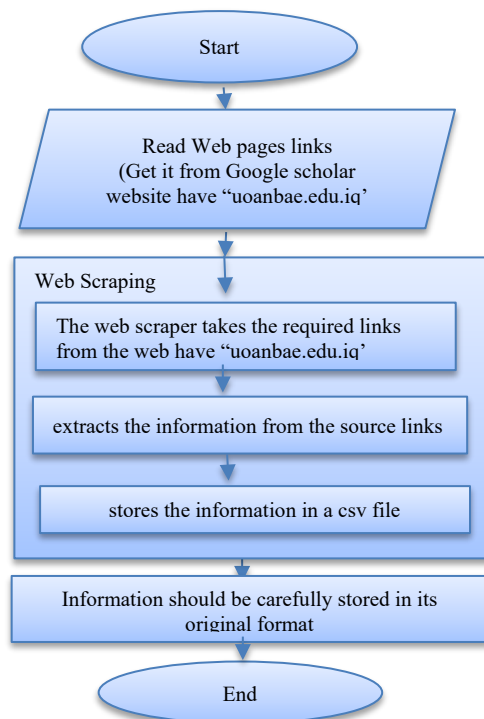 Start
Read Web pages links
(Get it from Google scholar
website have “uoanbae.edu.iq’
Web Scraping
The web scraper takes the required links
from the web have “uoanbae.edu.iq’
extracts the information from the source links
stores the information in a csv file
Information should be carefully stored in its
original format
End